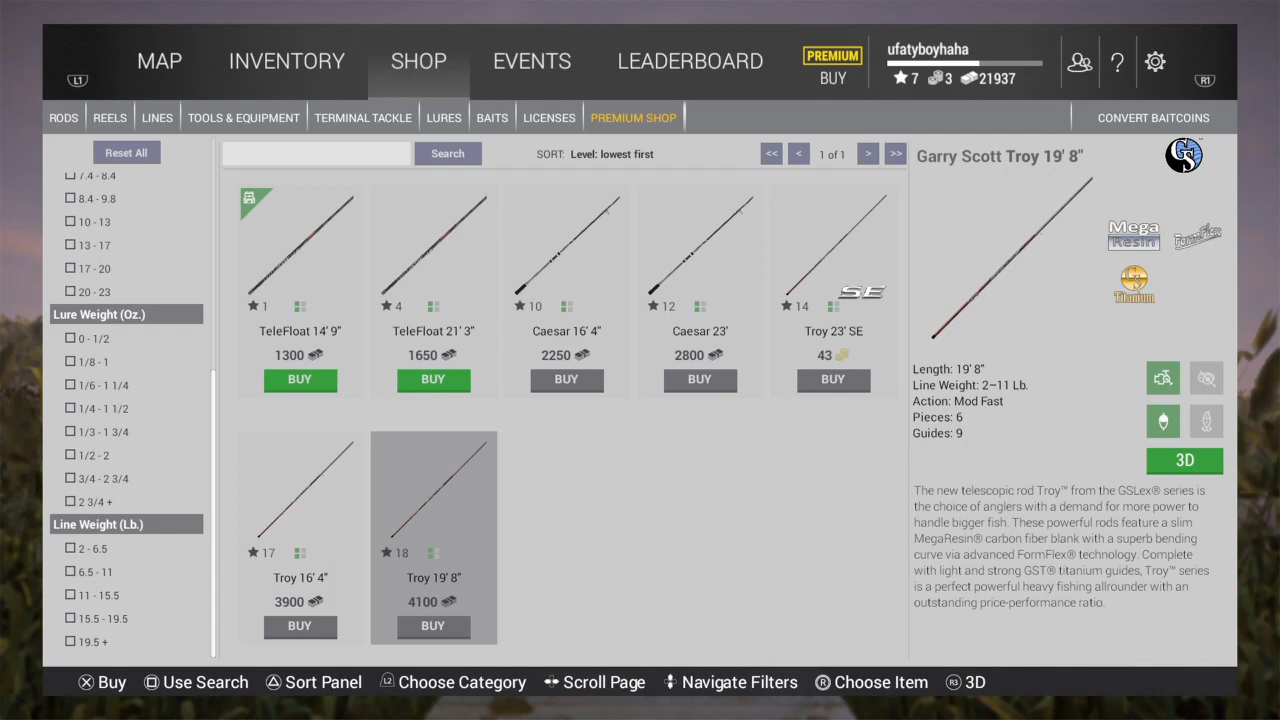 MAP
INVENTORY
SHOP
EVENTS
LEADERBOARD
PREMIUM
BUY
ufatyboyhaha
7 3 21937
?
L1
R1
RODS
REELS
LINES
TOOLS & EQUIPMENT
TERMINAL TACKLE
LURES
BAITS
LICENSES
PREMIUM SHOP
CONVERT BAITCOINS
Reset All
7.4 - 8.4
8.4 - 9.8
10 - 13
13 - 17
17 - 20
20 - 23
Lure Weight (Oz.)
0 - 1/2
1/8 - 1
1/6 - 1 1/4
1/4 - 1 1/2
1/3 - 1 3/4
1/2 - 2
3/4 - 2 3/4
2 3/4 +
Line Weight (Lb.)
2 - 6.5
6.5 - 11
11 - 15.5
15.5 - 19.5
19.5 +
Search
SORT: Level: lowest first
<< < 1 of 1 > >>
1
TeleFloat 14' 9"
1300
BUY
4
TeleFloat 21' 3"
1650
BUY
10
Caesar 16' 4"
2250
BUY
12
Caesar 23'
2800
BUY
SE
14
Troy 23' SE
43
BUY
17
Troy 16' 4"
3900
BUY
18
Troy 19' 8"
4100
BUY
Garry Scott Troy 19' 8"
GS
Mega
Resin
FormFlex
GS
Titanium
Length: 19' 8"
Line Weight: 2–11 Lb.
Action: Mod Fast
Pieces: 6
Guides: 9
3D
The new telescopic rod Troy™ from the GSLex® series is
the choice of anglers with a demand for more power to
handle bigger fish. These powerful rods feature a slim
MegaResin® carbon fiber blank with a superb bending
curve via advanced FormFlex® technology. Complete
with light and strong GST® titanium guides, Troy™ series
is a perfect powerful heavy fishing allrounder with an
outstanding price-performance ratio.
Buy
Use Search
Sort Panel
L2 Choose Category
Scroll Page
Navigate Filters
R Choose Item
R3 3D